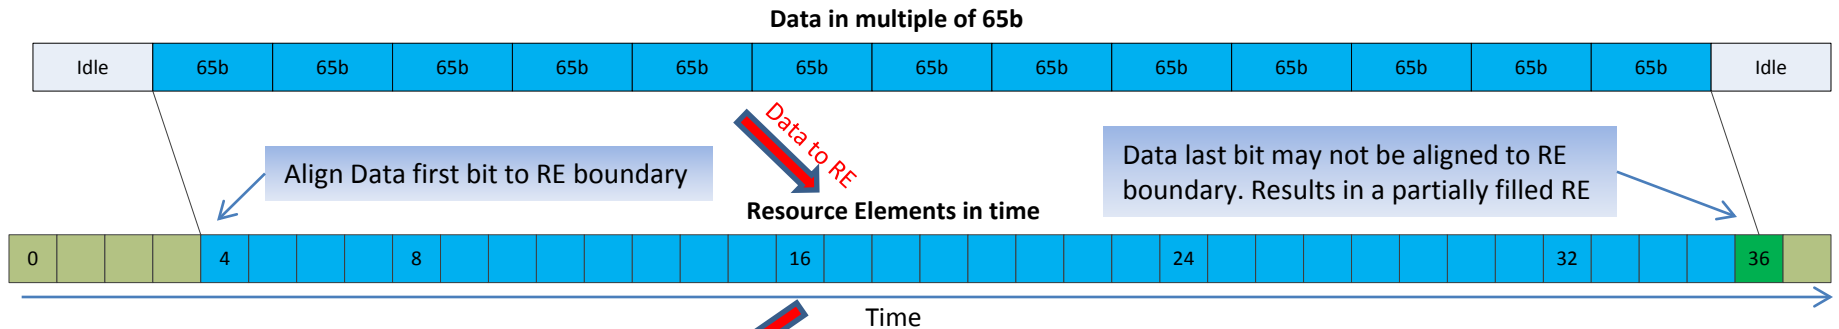 Data in multiple of 65b
Idle 65b 65b 65b 65b 65b 65b 65b 65b 65b 65b 65b 65b 65b Idle
Data to RE
Align Data first bit to RE boundary
Data last bit may not be aligned to RE
boundary. Results in a partially filled RE
Resource Elements in time
0 4 8 16 24 32 36
Time